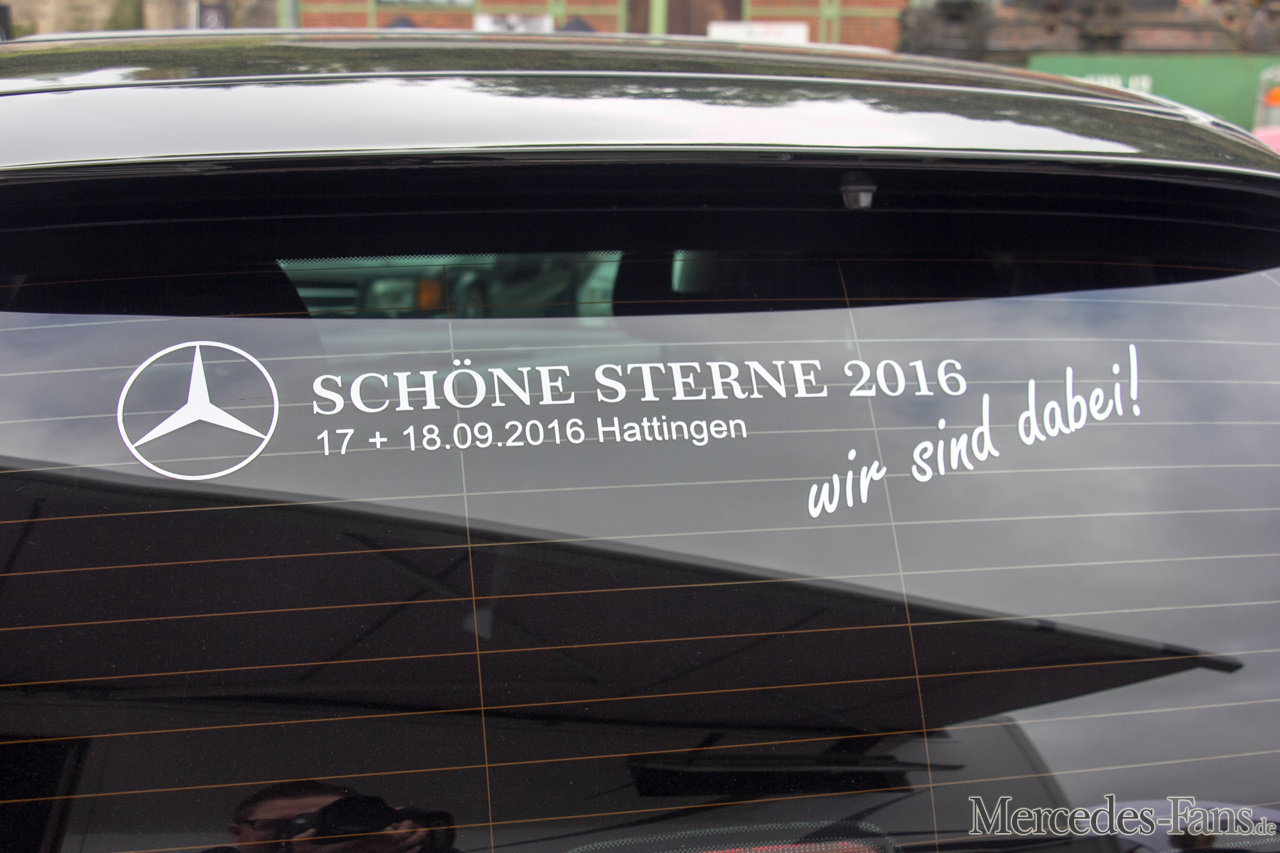 SCHÖNE STERNE 2016
17 + 18.09.2016 Hattingen
wir sind dabei!
Mercedes-Fans.de